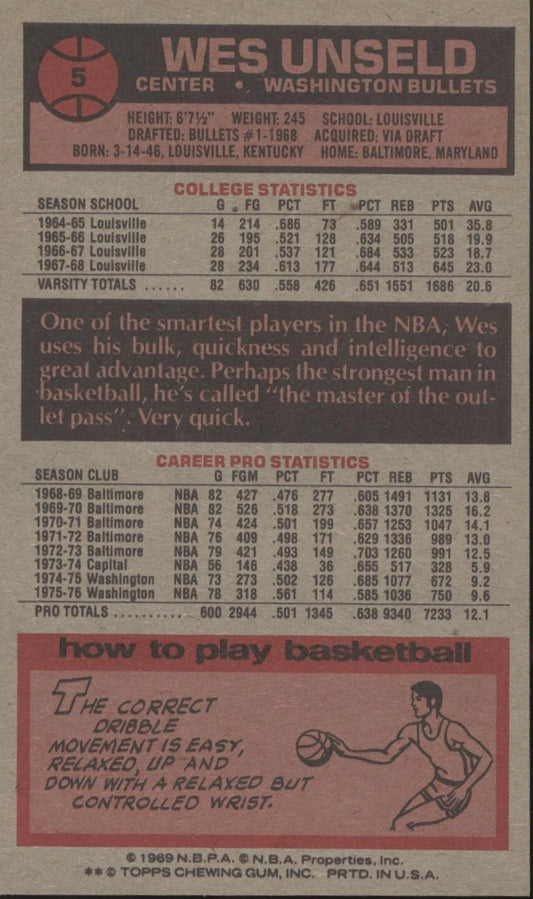 5
WES UNSELD
CENTER • WASHINGTON BULLETS
HEIGHT: 6'7½" WEIGHT: 245 SCHOOL: LOUISVILLE
DRAFTED: BULLETS #1-1968 ACQUIRED: VIA DRAFT
BORN: 3-14-46, LOUISVILLE, KENTUCKY HOME: BALTIMORE, MARYLAND
COLLEGE STATISTICS
SEASON SCHOOL G FG PCT FT PCT REB PTS AVG
1964-65 Louisville 14 214 .686 73 .589 331 501 35.8
1965-66 Louisville 26 195 .521 128 .634 505 518 19.9
1966-67 Louisville 28 201 .537 121 .684 533 523 18.7
1967-68 Louisville 28 234 .613 177 .644 513 645 23.0
VARSITY TOTALS ...... 82 630 .558 426 .651 1551 1686 20.6
One of the smartest players in the NBA, Wes
uses his bulk, quickness and intelligence to
great advantage. Perhaps the strongest man in
basketball, he's called "the master of the out-
let pass". Very quick.
CAREER PRO STATISTICS
SEASON CLUB G FGM PCT FT PCT REB PTS AVG
1968-69 Baltimore NBA 82 427 .476 277 .605 1491 1131 13.8
1969-70 Baltimore NBA 82 526 .518 273 .638 1370 1325 16.2
1970-71 Baltimore NBA 74 424 .501 199 .657 1253 1047 14.1
1971-72 Baltimore NBA 76 409 .498 171 .629 1336 989 13.0
1972-73 Baltimore NBA 79 421 .493 149 .703 1260 991 12.5
1973-74 Capital NBA 56 146 .438 36 .655 517 328 5.9
1974-75 Washington NBA 73 273 .502 126 .685 1077 672 9.2
1975-76 Washington NBA 78 318 .561 114 .585 1036 750 9.6
PRO TOTALS .......... 600 2944 .501 1345 .638 9340 7233 12.1
how to play basketball
THE CORRECT
DRIBBLE
MOVEMENT IS EASY,
RELAXED, UP AND
DOWN WITH A RELAXED BUT
CONTROLLED WRIST.
© 1969 N.B.P.A. © N.B.A. Properties, Inc.
** © TOPPS CHEWING GUM, INC. PRTD. IN U.S.A.